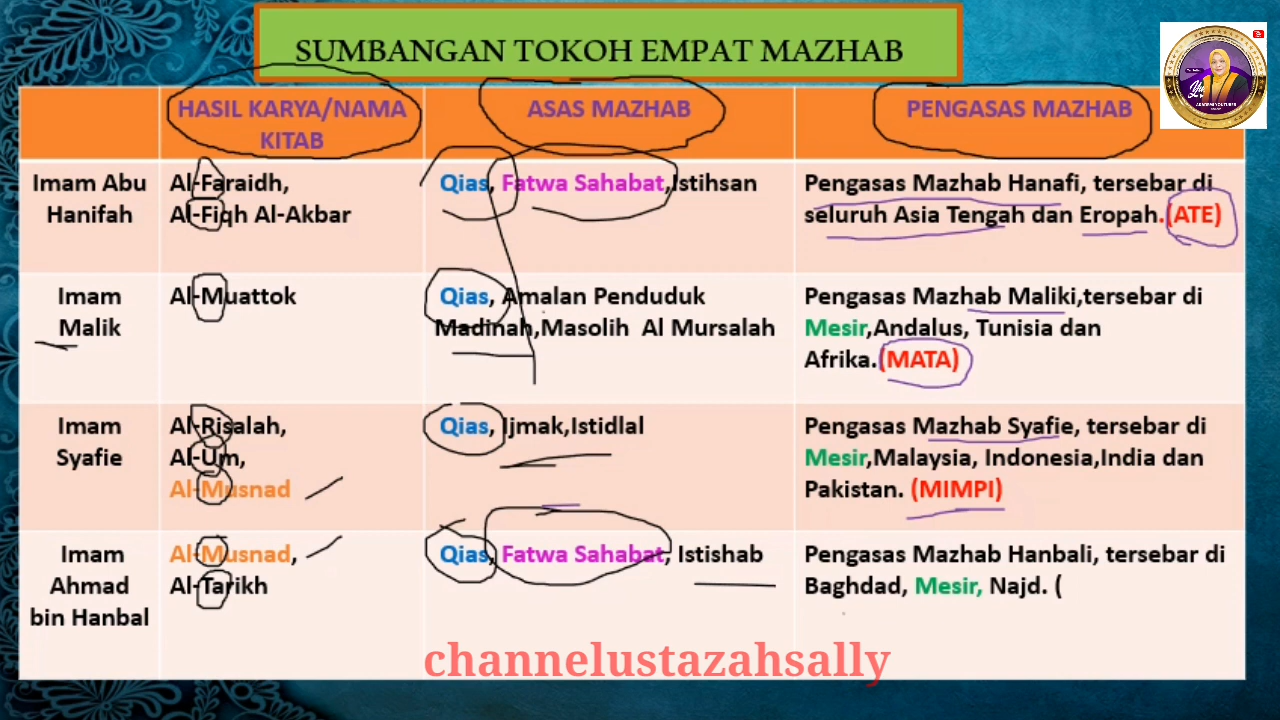 SUMBANGAN TOKOH EMPAT MAZHAB
HASIL KARYA/NAMA
KITAB
ASAS MAZHAB
PENGASAS MAZHAB
Imam Abu
Hanifah
Al-Faraidh,
Al-Fiqh Al-Akbar
Qias, Fatwa Sahabat,Istihsan
Pengasas Mazhab Hanafi, tersebar di
seluruh Asia Tengah dan Eropah.(ATE)
Imam
Malik
Al-Muattok
Qias, Amalan Penduduk
Madinah,Masolih Al Mursalah
Pengasas Mazhab Maliki,tersebar di
Mesir,Andalus, Tunisia dan
Afrika.(MATA)
Imam
Syafie
Al-Risalah,
Al-Um,
Al-Musnad
Qias, Ijmak,Istidlal
Pengasas Mazhab Syafie, tersebar di
Mesir,Malaysia, Indonesia,India dan
Pakistan. (MIMPI)
Imam
Ahmad
bin Hanbal
Al-Musnad,
Al-Tarikh
Qias, Fatwa Sahabat, Istishab
Pengasas Mazhab Hanbali, tersebar di
Baghdad, Mesir, Najd. (
channelustazahsally